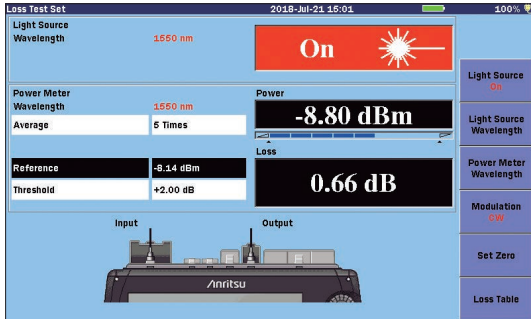 Loss Test Set 2018-Jul-21 15:01 100%
Light Source
Wavelength 1550 nm
On
Power Meter
Wavelength 1550 nm
Average 5 Times
Reference -8.14 dBm
Threshold +2.00 dB
Power
-8.80 dBm
Loss
0.66 dB
Input Output
Anritsu
Light Source
On
Light Source
Wavelength
Power Meter
Wavelength
Modulation
CW
Set Zero
Loss Table